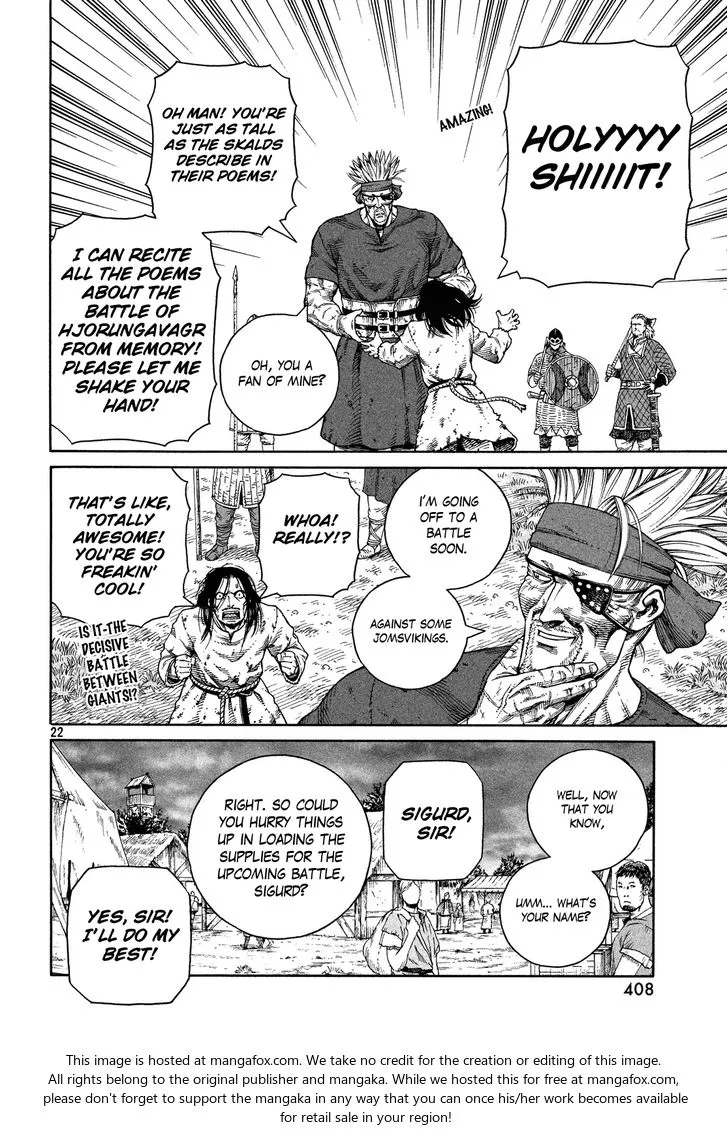 HOLYYYY
SHIIIIIT!
AMAZING!
OH MAN! YOU'RE
JUST AS TALL
AS THE SKALDS
DESCRIBE IN
THEIR POEMS!
I CAN RECITE
ALL THE POEMS
ABOUT THE
BATTLE OF
HJORUNGAVAGR
FROM MEMORY!
PLEASE LET ME
SHAKE YOUR
HAND!
OH, YOU A
FAN OF MINE?
I'M GOING
OFF TO A
BATTLE
SOON.
AGAINST SOME
JOMSVIKINGS.
WHOA!
REALLY!?
THAT'S LIKE,
TOTALLY
AWESOME!
YOU'RE SO
FREAKIN'
COOL!
IS IT THE
DECISIVE
BATTLE
BETWEEN
GIANTS!?
22
WELL, NOW
THAT YOU
KNOW,
UMM... WHAT'S
YOUR NAME?
SIGURD,
SIR!
RIGHT. SO COULD
YOU HURRY THINGS
UP IN LOADING THE
SUPPLIES FOR THE
UPCOMING BATTLE,
SIGURD?
YES, SIR!
I'LL DO MY
BEST!
408
This image is hosted at mangafox.com. We take no credit for the creation or editing of this image.
All rights belong to the original publisher and mangaka. While we hosted this for free at mangafox.com,
please don't forget to support the mangaka in any way that you can once his/her work becomes available
for retail sale in your region!